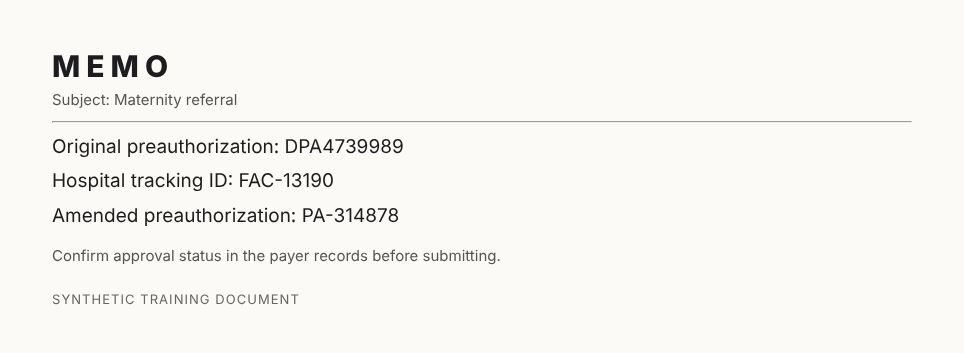 MEMO
Subject: Maternity referral
Original preauthorization: DPA4739989
Hospital tracking ID: FAC-13190
Amended preauthorization: PA-314878
Confirm approval status in the payer records before submitting.
SYNTHETIC TRAINING DOCUMENT